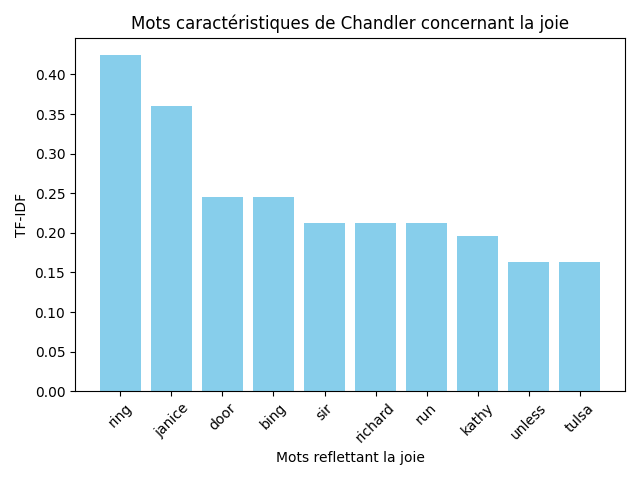 Mots caractéristiques de Chandler concernant la joie
TF-IDF
0.40
0.35
0.30
0.25
0.20
0.15
0.10
0.05
0.00
ring
janice
door
bing
sir
richard
run
kathy
unless
tulsa
Mots reflettant la joie